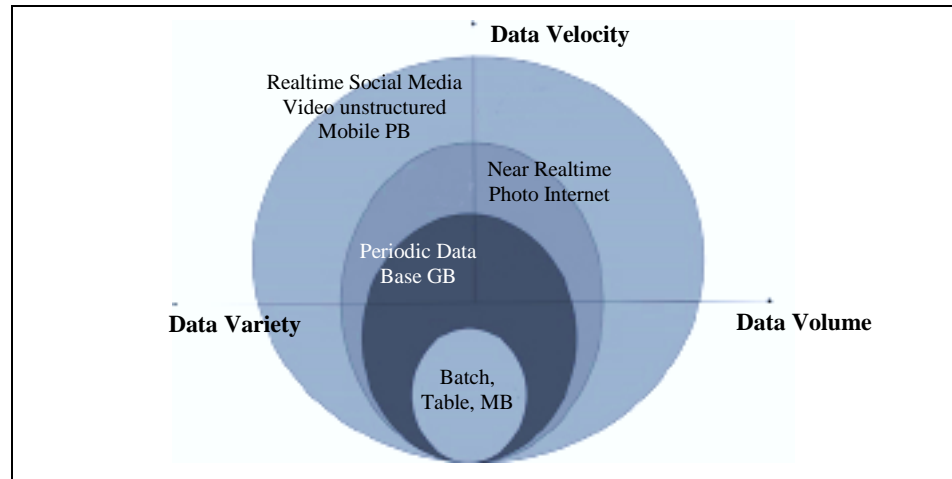 Data Velocity
Realtime Social Media
Video unstructured
Mobile PB
Near Realtime
Photo Internet
Periodic Data
Base GB
Data Variety
Data Volume
Batch,
Table, MB